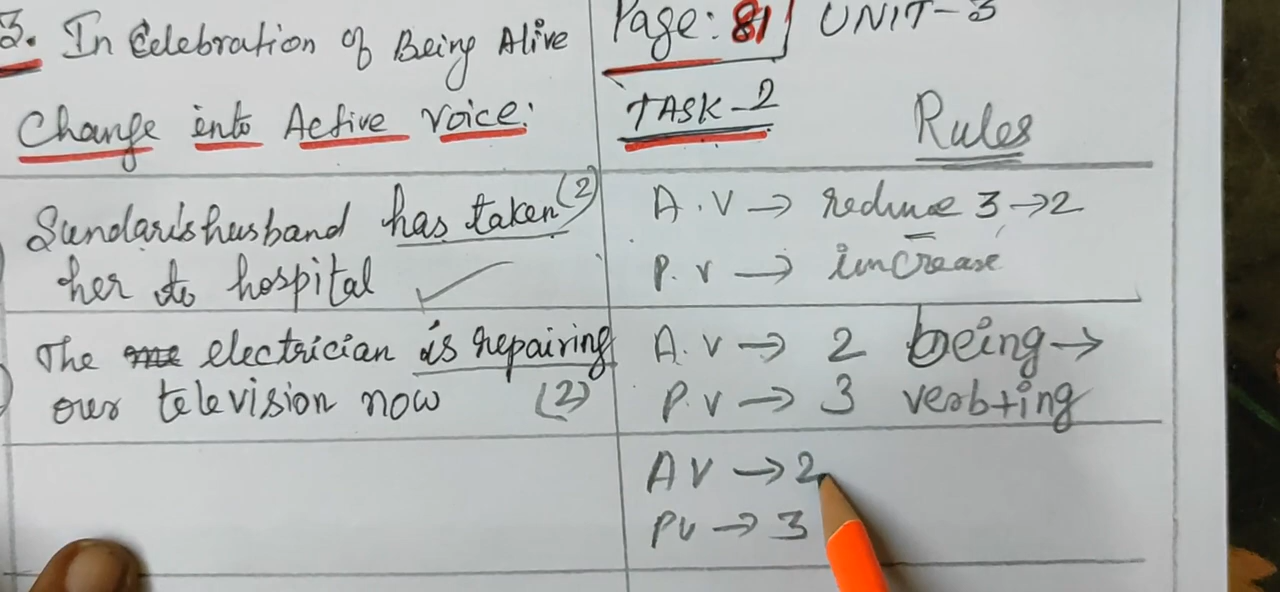 3. In Celebration of Being Alive
Page: 81 UNIT-3
Change into Active Voice:
TASK-2
Rules
Sundari's husband has taken (2)
her to hospital
A.V → reduce 3→2
P.V → increase
The electrician is repairing
our television now (2)
A.V → 2 being →
P.V → 3 verb+ing
AV → 2
PV → 3